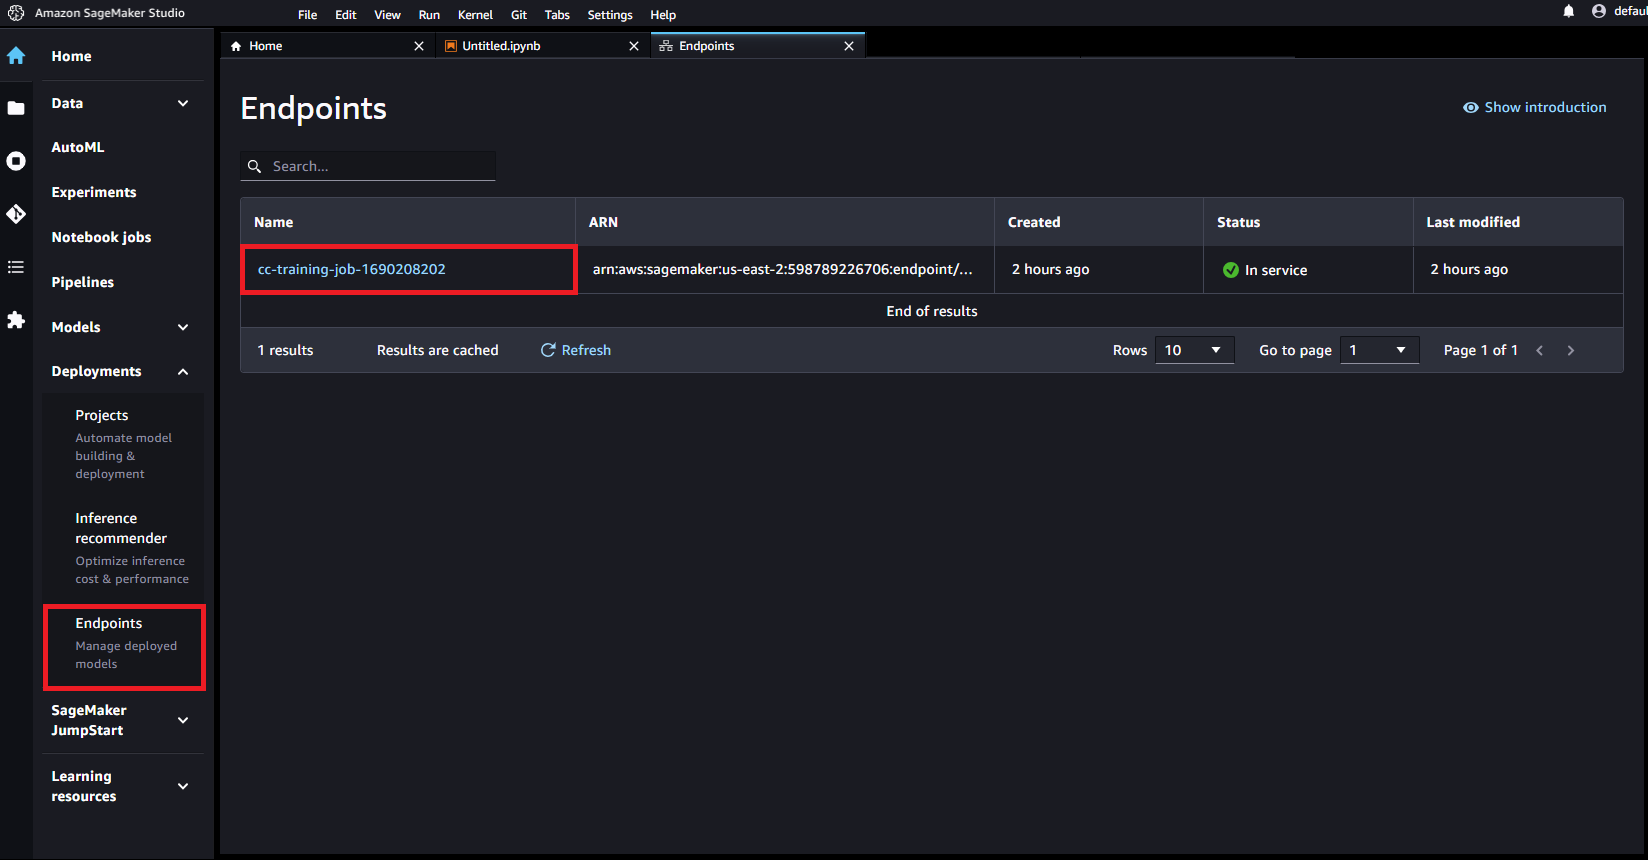 Amazon SageMaker Studio
File Edit View Run Kernel Git Tabs Settings Help
defaul
Home
Data
AutoML
Experiments
Notebook jobs
Pipelines
Models
Deployments
Projects
Automate model
building &
deployment
Inference
recommender
Optimize inference
cost & performance
Endpoints
Manage deployed
models
SageMaker
JumpStart
Learning
resources
Home
Untitled.ipynb
Endpoints
Endpoints
Show introduction
Search...
Name ARN Created Status Last modified
cc-training-job-1690208202 arn:aws:sagemaker:us-east-2:598789226706:endpoint/... 2 hours ago In service 2 hours ago
End of results
1 results Results are cached Refresh Rows 10 Go to page 1 Page 1 of 1